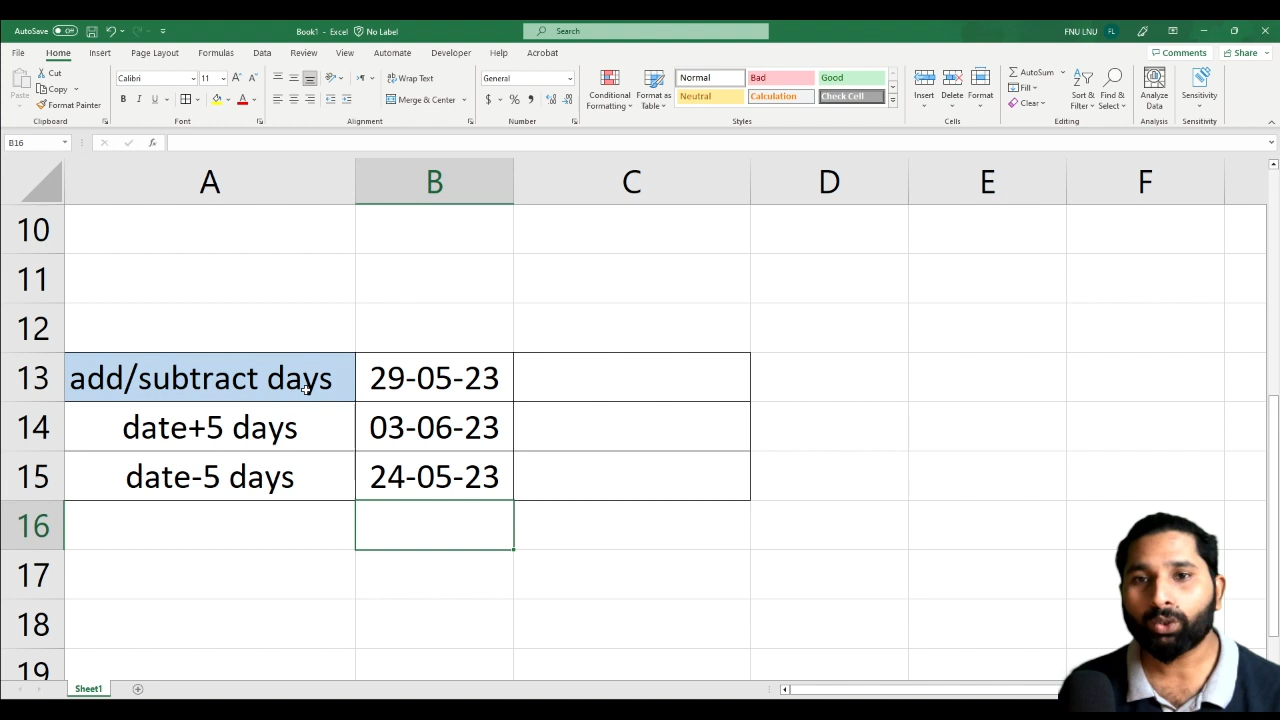 AutoSave Off Book1 - Excel No Label Search FNU LNU FL
File Home Insert Page Layout Formulas Data Review View Automate Developer Help Acrobat Comments Share
Paste Cut Copy Format Painter Clipboard
Calibri 11 A A B I U A Font
Wrap Text Merge & Center Alignment
General $ % Number
Conditional Formatting Format as Table Normal Bad Good Neutral Calculation Check Cell Styles
Insert Delete Format Cells
AutoSum Fill Clear Sort & Filter Find & Select Editing
Analyze Data Analysis
Sensitivity Sensitivity
B16 fx
A B C D E F
10
11
12
13 add/subtract days 29-05-23
14 date+5 days 03-06-23
15 date-5 days 24-05-23
16
17
18
19
Sheet1